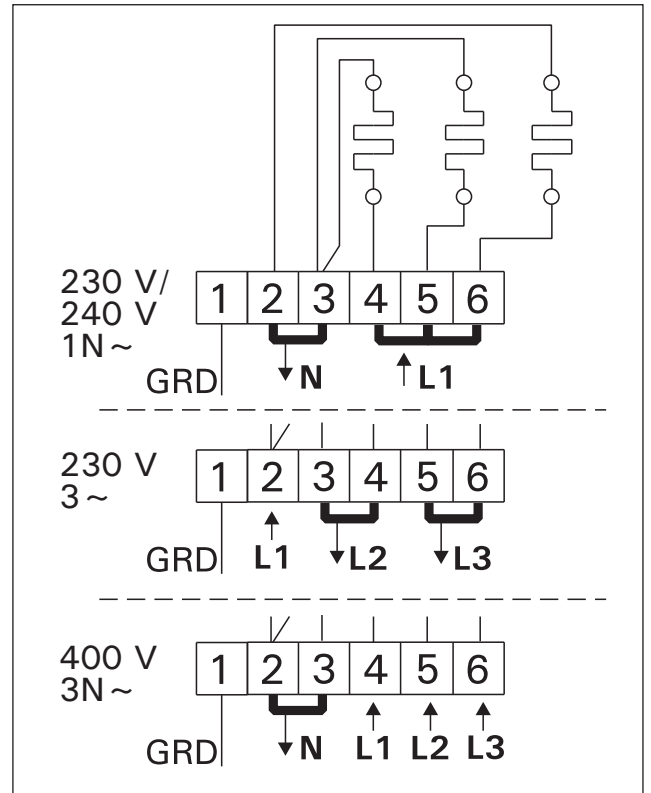 230 V/
240 V
1N~
1 2 3 4 5 6
GRD
N
L1
230 V
3~
1 2 3 4 5 6
GRD
L1
L2
L3
400 V
3N~
1 2 3 4 5 6
GRD
N
L1
L2
L3